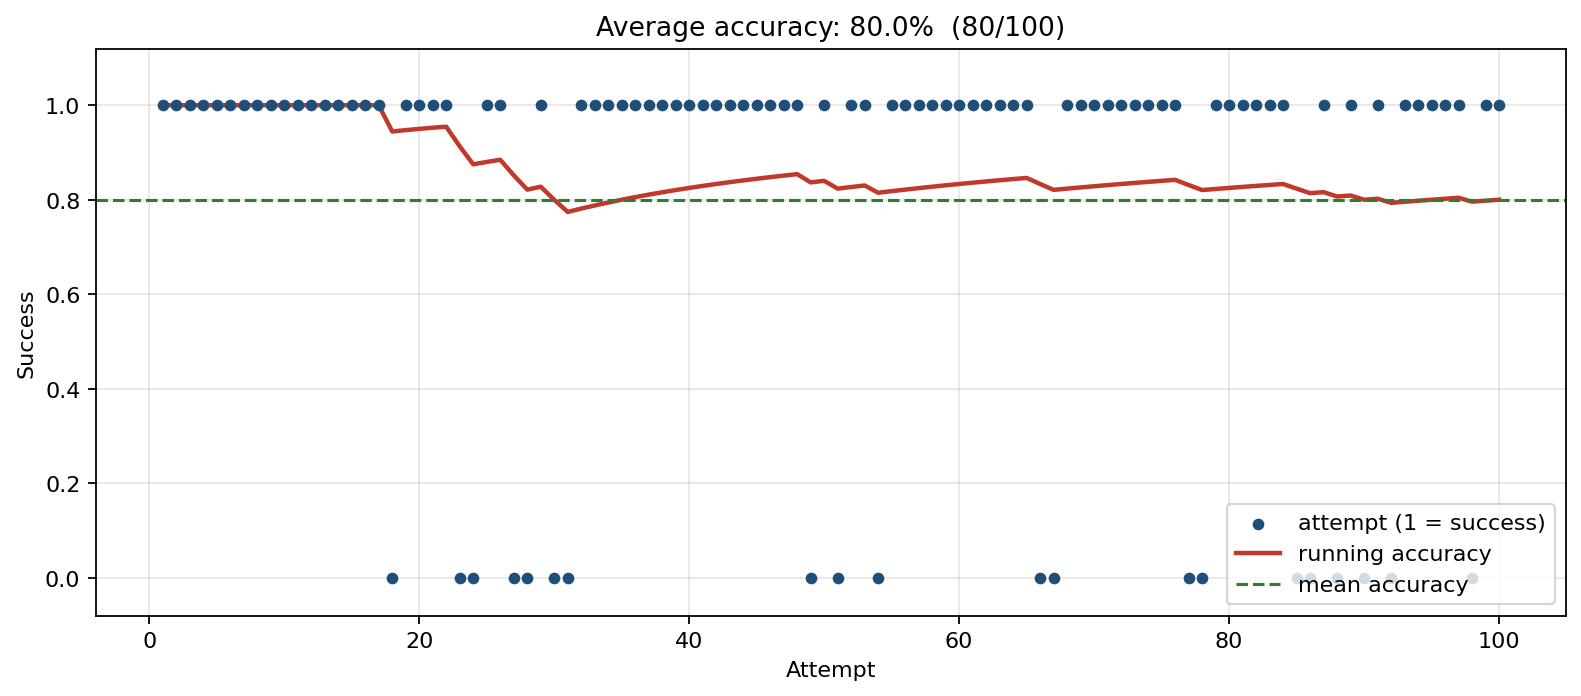 Average accuracy: 80.0%  (80/100)
1.0
0.8
0.6
0.4
0.2
0.0
Success
attempt (1 = success)
running accuracy
mean accuracy
0 20 40 60 80 100
Attempt